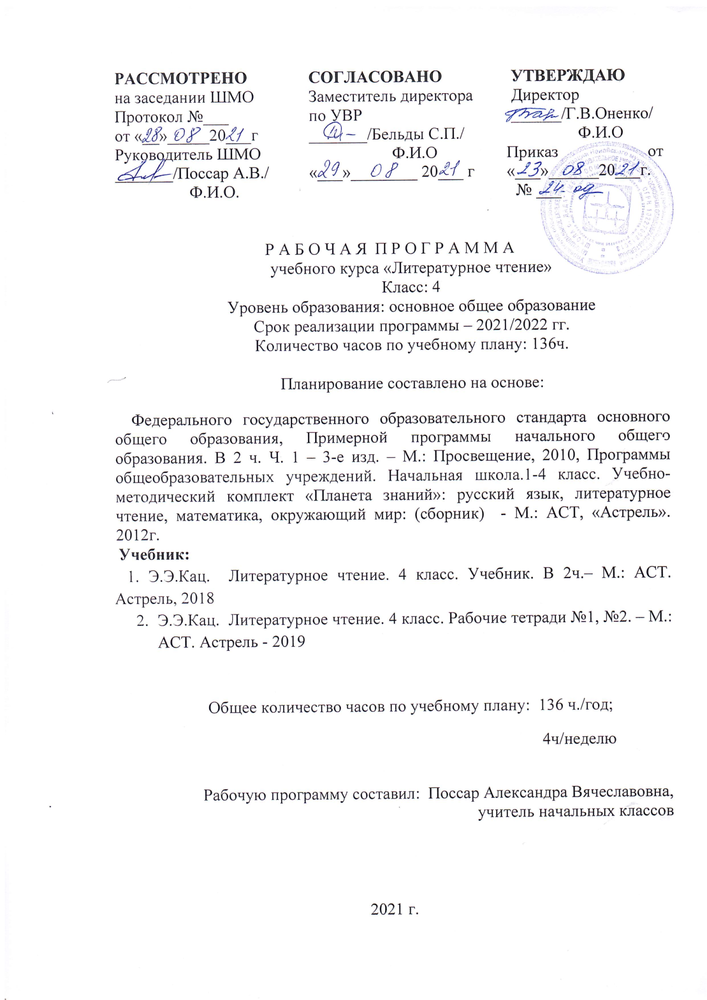 РАССМОТРЕНО
на заседании ШМО
Протокол №___
от «28» 08 2021 г
Руководитель ШМО
_______/Поссар А.В./
Ф.И.О.
СОГЛАСОВАНО
Заместитель директора
по УВР
_______/Бельды С.П./
Ф.И.О
«29» 08 2021 г
УТВЕРЖДАЮ
Директор
______/Г.В.Оненко/
Ф.И.О
Приказ от
«23» 08 2021г.
№ 24-од
Р А Б О Ч А Я П Р О Г Р А М М А
учебного курса «Литературное чтение»
Класс: 4
Уровень образования: основное общее образование
Срок реализации программы – 2021/2022 гг.
Количество часов по учебному плану: 136ч.
Планирование составлено на основе:
Федерального государственного образовательного стандарта основного
общего образования, Примерной программы начального общего
образования. В 2 ч. Ч. 1 – 3-е изд. – М.: Просвещение, 2010, Программы
общеобразовательных учреждений. Начальная школа.1-4 класс. Учебно-
методический комплект «Планета знаний»: русский язык, литературное
чтение, математика, окружающий мир: (сборник) - М.: АСТ, «Астрель».
2012г.
Учебник:
1. Э.Э.Кац. Литературное чтение. 4 класс. Учебник. В 2ч.– М.: АСТ.
Астрель, 2018
2. Э.Э.Кац. Литературное чтение. 4 класс. Рабочие тетради №1, №2. – М.:
АСТ. Астрель - 2019
Общее количество часов по учебному плану: 136 ч./год;
4ч/неделю
Рабочую программу составил: Поссар Александра Вячеславовна,
учитель начальных классов
2021 г.